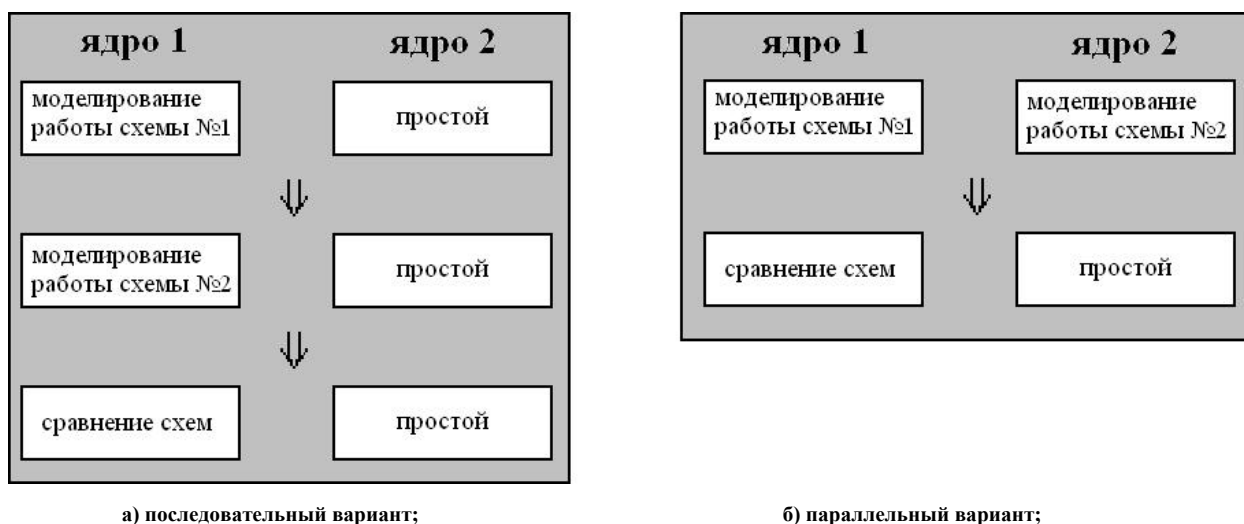 ядро 1
ядро 2
моделирование
работы схемы №1
простой
моделирование
работы схемы №2
простой
сравнение схем
простой
а) последовательный вариант;
ядро 1
ядро 2
моделирование
работы схемы №1
моделирование
работы схемы №2
сравнение схем
простой
б) параллельный вариант;